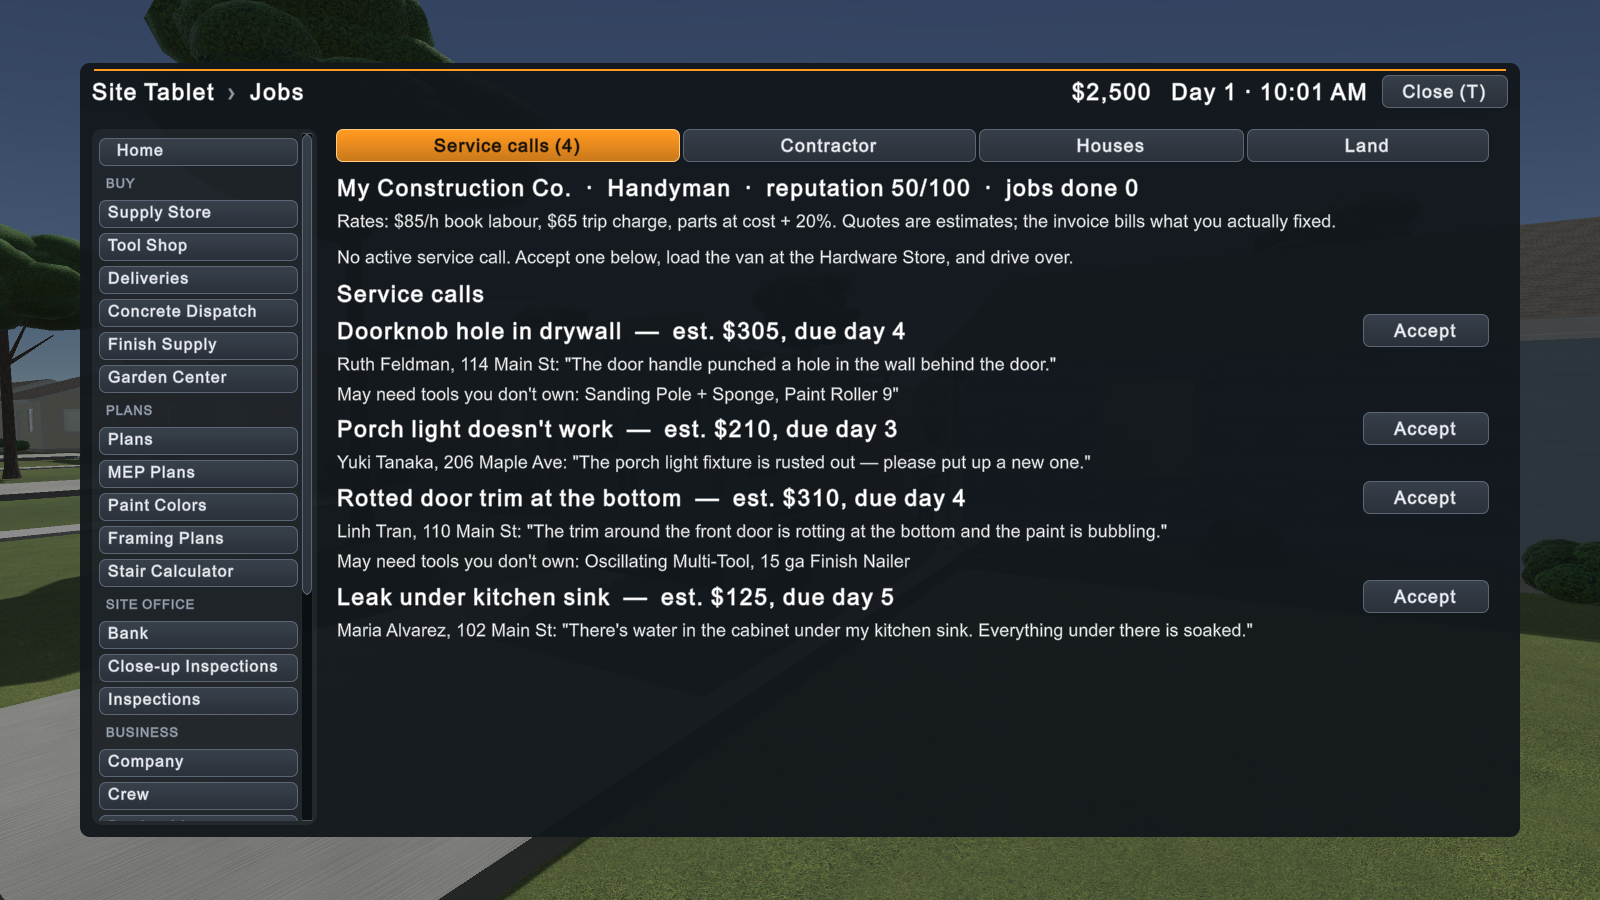 Site Tablet › Jobs
$2,500 Day 1 · 10:01 AM Close (T)
Home
BUY
Supply Store
Tool Shop
Deliveries
Concrete Dispatch
Finish Supply
Garden Center
PLANS
Plans
MEP Plans
Paint Colors
Framing Plans
Stair Calculator
SITE OFFICE
Bank
Close-up Inspections
Inspections
BUSINESS
Company
Crew
Service calls (4) Contractor Houses Land
My Construction Co. · Handyman · reputation 50/100 · jobs done 0
Rates: $85/h book labour, $65 trip charge, parts at cost + 20%. Quotes are estimates; the invoice bills what you actually fixed.
No active service call. Accept one below, load the van at the Hardware Store, and drive over.
Service calls
Doorknob hole in drywall — est. $305, due day 4 Accept
Ruth Feldman, 114 Main St: "The door handle punched a hole in the wall behind the door."
May need tools you don't own: Sanding Pole + Sponge, Paint Roller 9"
Porch light doesn't work — est. $210, due day 3 Accept
Yuki Tanaka, 206 Maple Ave: "The porch light fixture is rusted out — please put up a new one."
Rotted door trim at the bottom — est. $310, due day 4 Accept
Linh Tran, 110 Main St: "The trim around the front door is rotting at the bottom and the paint is bubbling."
May need tools you don't own: Oscillating Multi-Tool, 15 ga Finish Nailer
Leak under kitchen sink — est. $125, due day 5 Accept
Maria Alvarez, 102 Main St: "There's water in the cabinet under my kitchen sink. Everything under there is soaked."